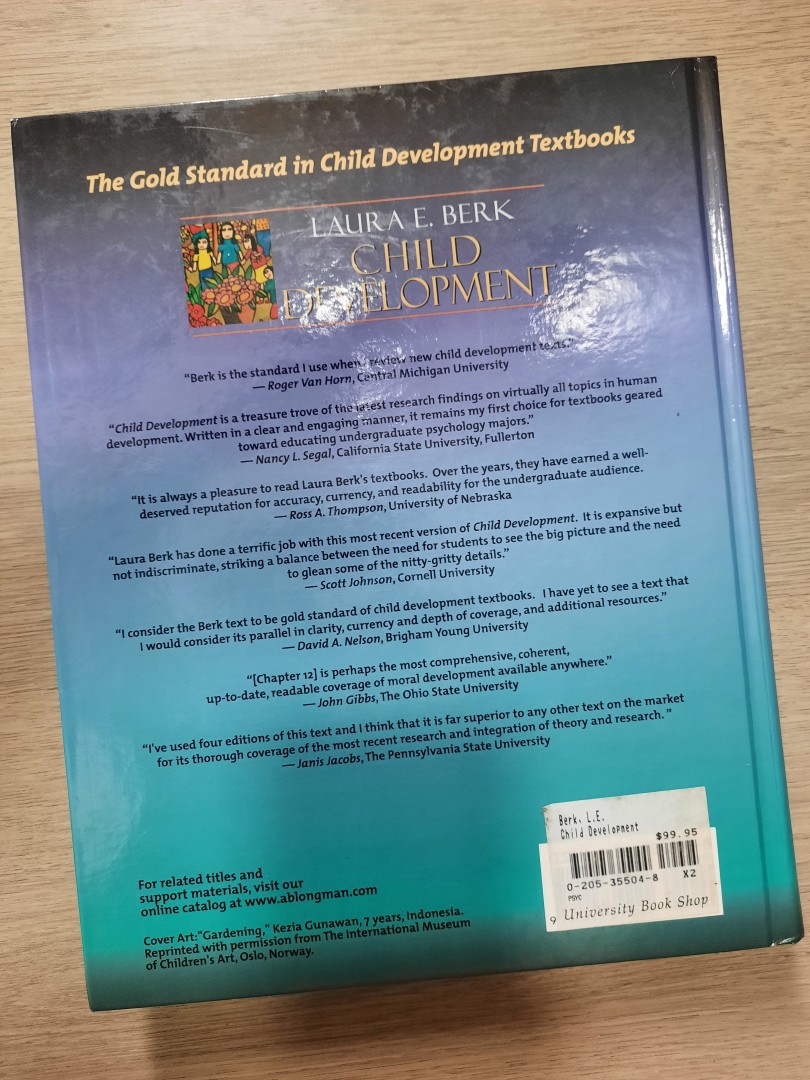 The Gold Standard in Child Development Textbooks
LAURA E. BERK
CHILD
DEVELOPMENT
“Berk is the standard I use when I review new child development texts.”
— Roger Van Horn, Central Michigan University
“Child Development is a treasure trove of the latest research findings on virtually all topics in human
development. Written in a clear and engaging manner, it remains my first choice for textbooks geared
toward educating undergraduate psychology majors.”
— Nancy L. Segal, California State University, Fullerton
“It is always a pleasure to read Laura Berk's textbooks. Over the years, they have earned a well-
deserved reputation for accuracy, currency, and readability for the undergraduate audience.
— Ross A. Thompson, University of Nebraska
“Laura Berk has done a terrific job with this most recent version of Child Development. It is expansive but
not indiscriminate, striking a balance between the need for students to see the big picture and the need
to glean some of the nitty-gritty details.”
— Scott Johnson, Cornell University
“I consider the Berk text to be gold standard of child development textbooks. I have yet to see a text that
I would consider its parallel in clarity, currency and depth of coverage, and additional resources.”
— David A. Nelson, Brigham Young University
“[Chapter 12] is perhaps the most comprehensive, coherent,
up-to-date, readable coverage of moral development available anywhere.”
— John Gibbs, The Ohio State University
“I've used four editions of this text and I think that it is far superior to any other text on the market
for its thorough coverage of the most recent research and integration of theory and research. ”
— Janis Jacobs, The Pennsylvania State University
For related titles and
support materials, visit our
online catalog at www.ablongman.com
Cover Art: "Gardening," Kezia Gunawan, 7 years, Indonesia.
Reprinted with permission from The International Museum
of Children's Art, Oslo, Norway.
Berk, L.E.
Child Development
$99.95
0-205-35504-8 X2
PSYC
9 University Book Shop